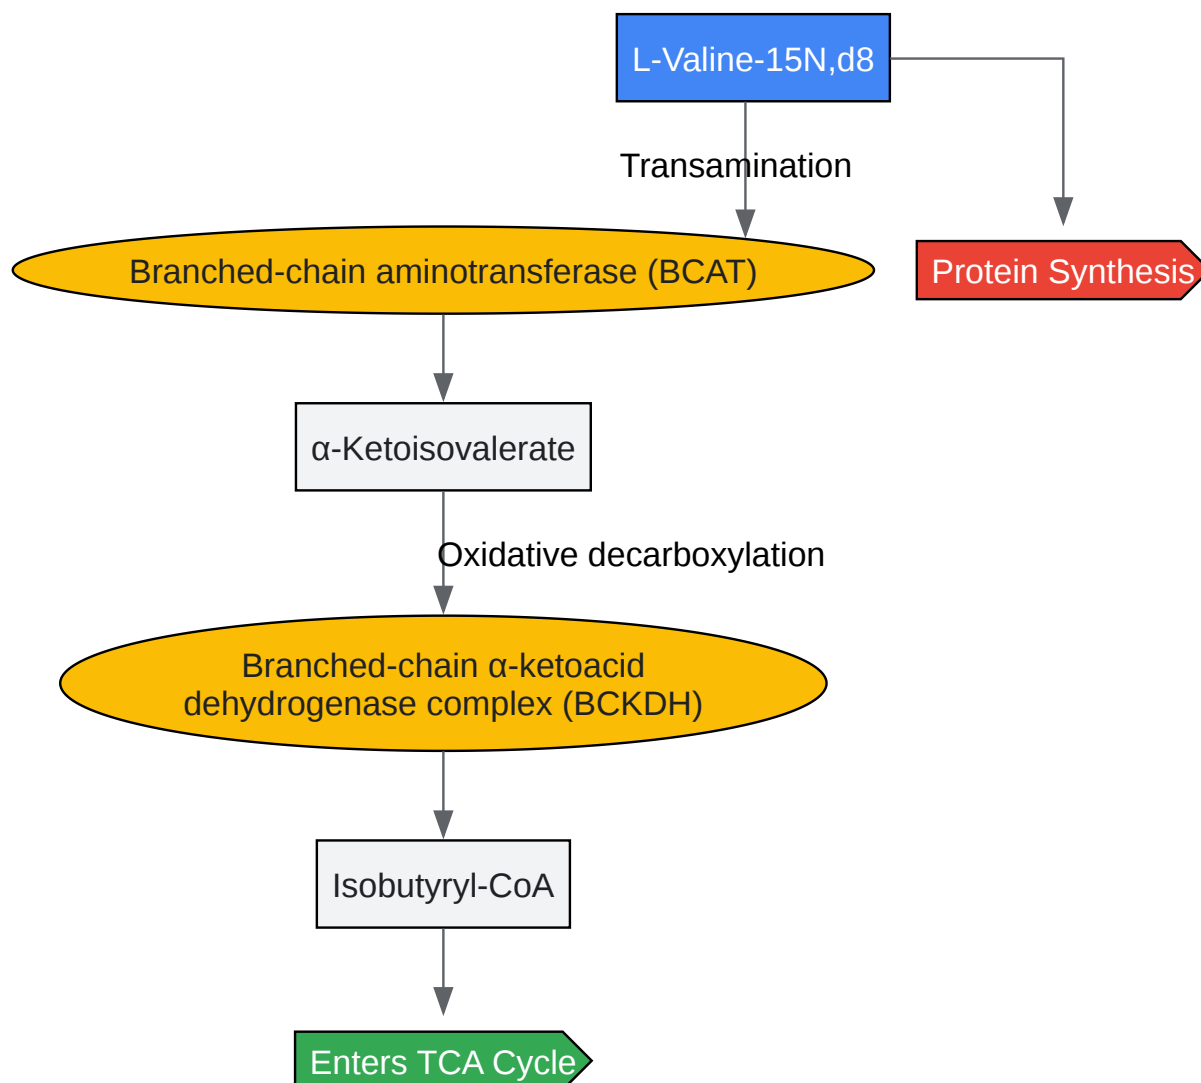 L-Valine-15N,d8
Transamination
Branched-chain aminotransferase (BCAT)
Protein Synthesis
α-Ketoisovalerate
Oxidative decarboxylation
Branched-chain α-ketoacid
dehydrogenase complex (BCKDH)
Isobutyryl-CoA
Enters TCA Cycle